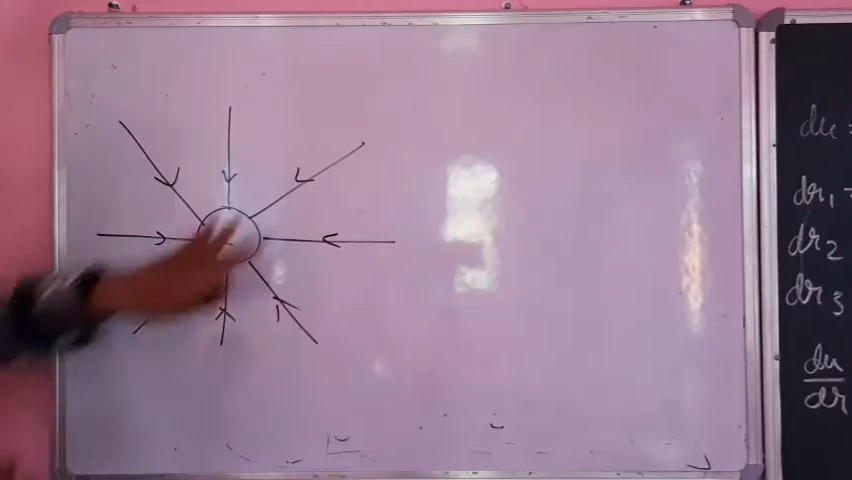 du =
dr₁ =
dr₂
dr₃
du/dr